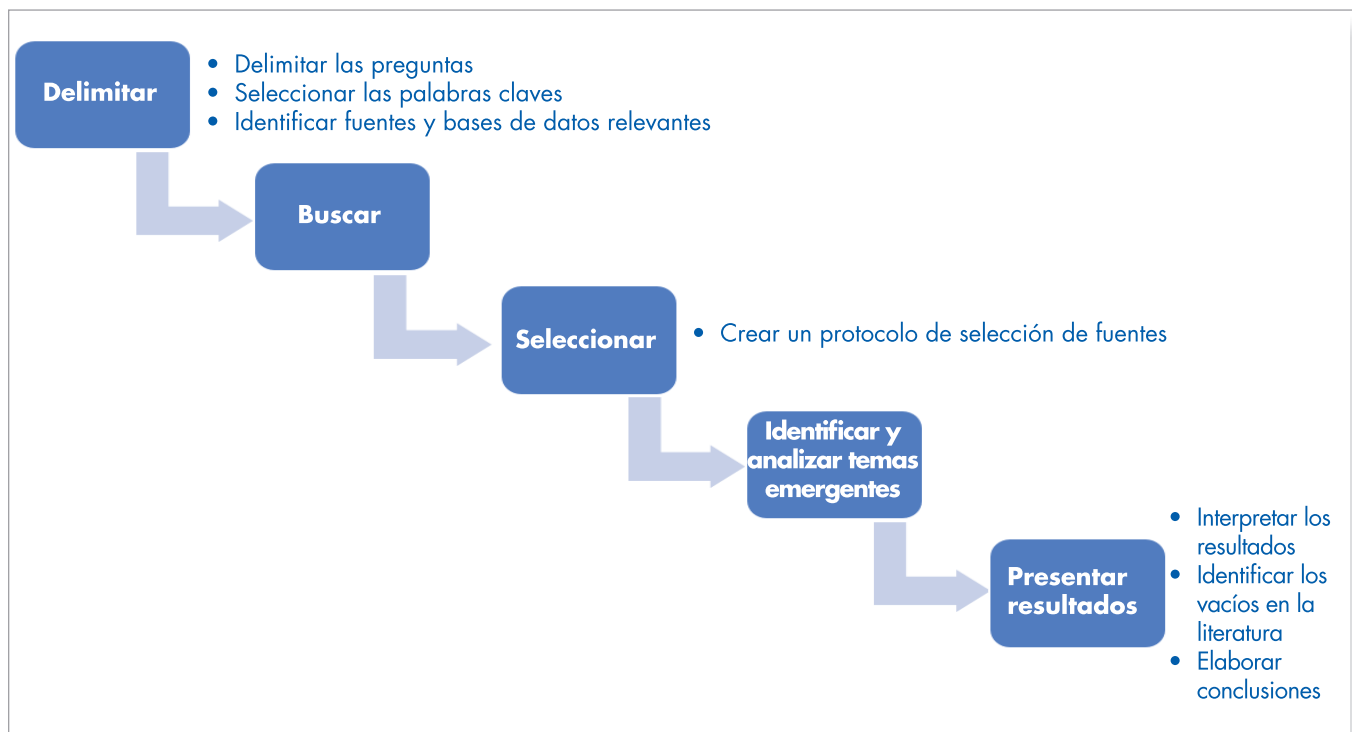 Delimitar
• Delimitar las preguntas
• Seleccionar las palabras claves
• Identificar fuentes y bases de datos relevantes
Buscar
Seleccionar
• Crear un protocolo de selección de fuentes
Identificar y
analizar temas
emergentes
Presentar
resultados
• Interpretar los
resultados
• Identificar los
vacíos en la
literatura
• Elaborar
conclusiones